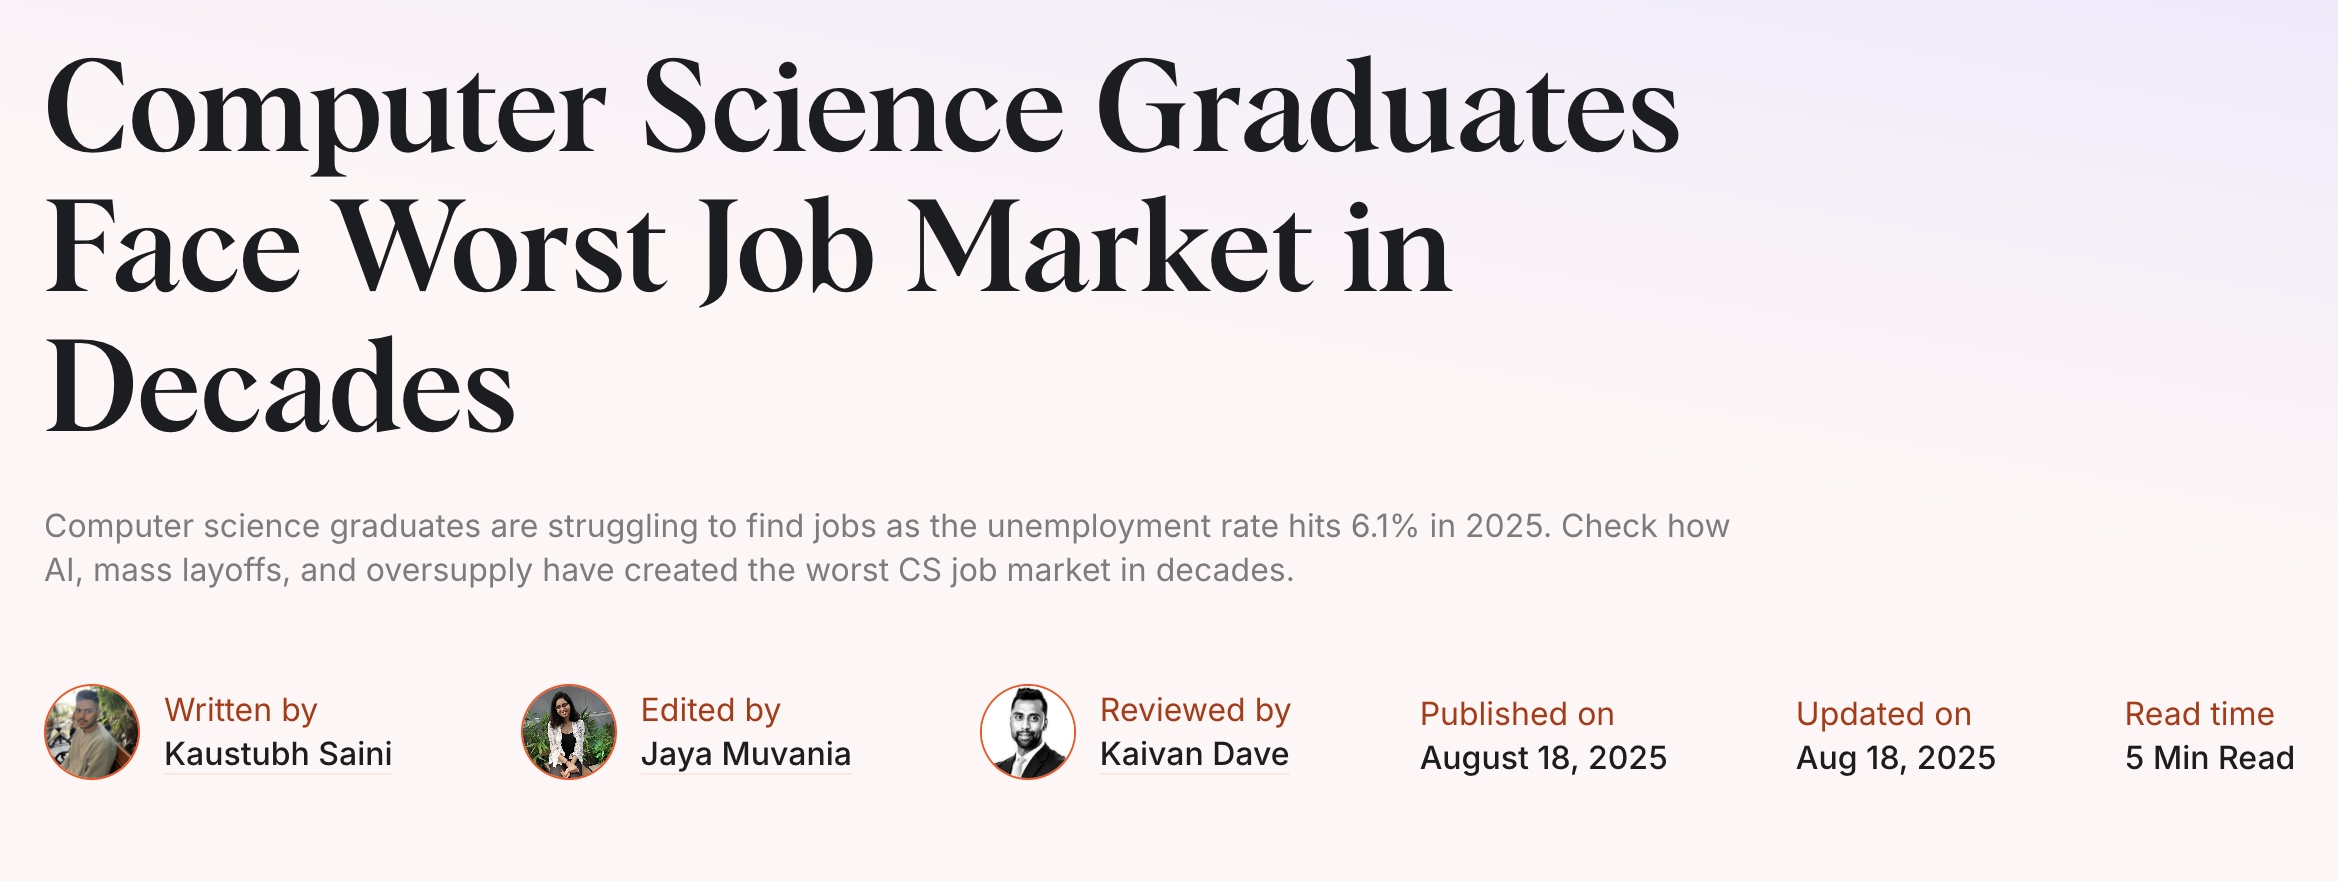 Computer Science Graduates
Face Worst Job Market in
Decades
Computer science graduates are struggling to find jobs as the unemployment rate hits 6.1% in 2025. Check how
AI, mass layoffs, and oversupply have created the worst CS job market in decades.
Written by
Kaustubh Saini
Edited by
Jaya Muvania
Reviewed by
Kaivan Dave
Published on
August 18, 2025
Updated on
Aug 18, 2025
Read time
5 Min Read